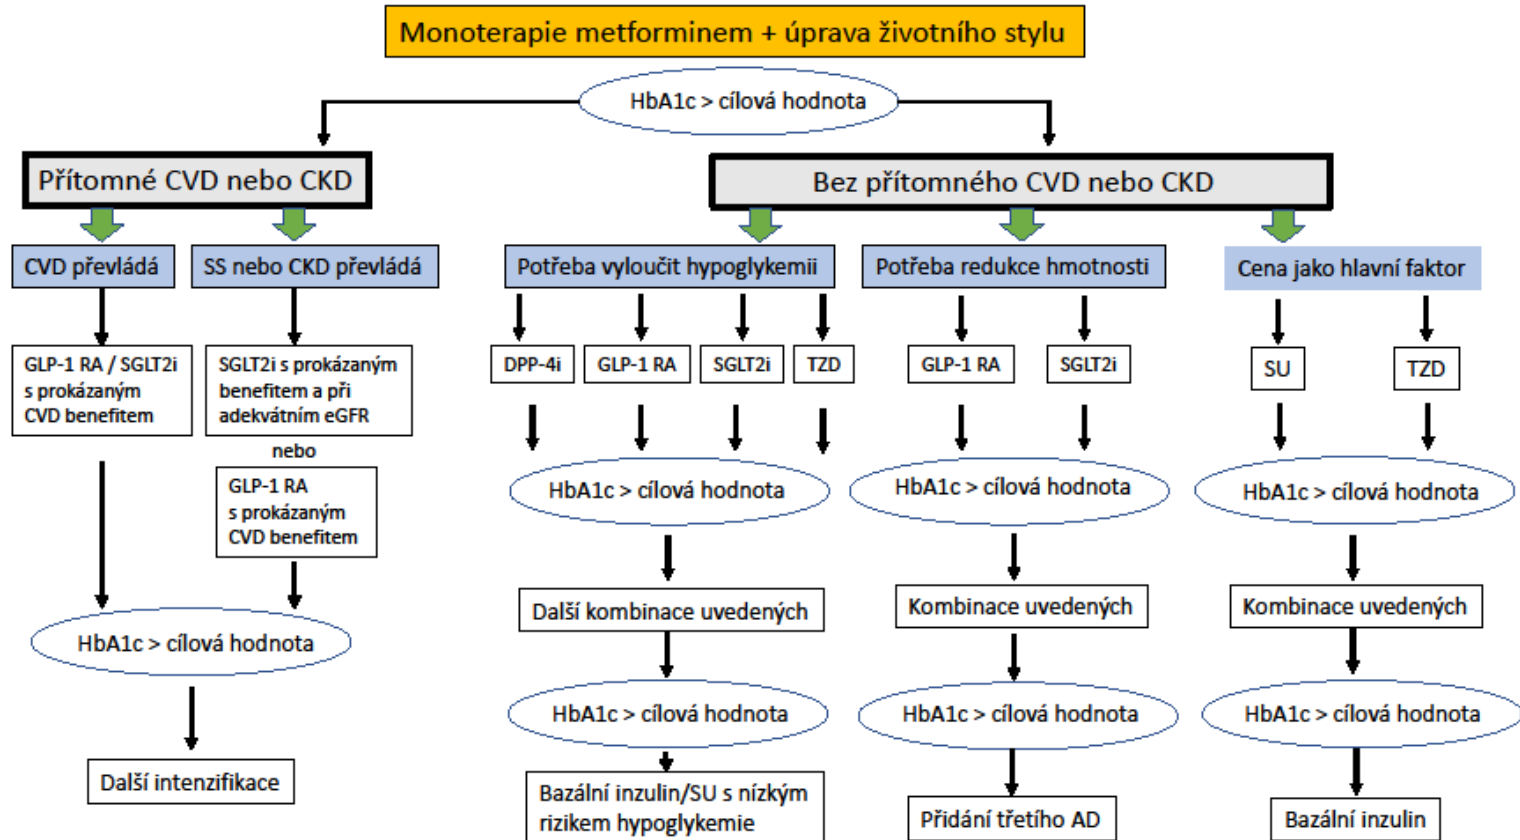 Monoterapie metforminem + úprava životního stylu
HbA1c > cílová hodnota
Přítomné CVD nebo CKD
Bez přítomného CVD nebo CKD
CVD převládá
SS nebo CKD převládá
Potřeba vyloučit hypoglykemii
Potřeba redukce hmotnosti
Cena jako hlavní faktor
GLP-1 RA / SGLT2i
s prokázaným
CVD benefitem
SGLT2i s prokázaným
benefitem a při
adekvátním eGFR
nebo
GLP-1 RA
s prokázaným
CVD benefitem
DPP-4i
GLP-1 RA
SGLT2i
TZD
GLP-1 RA
SGLT2i
SU
TZD
HbA1c > cílová hodnota
HbA1c > cílová hodnota
HbA1c > cílová hodnota
Další kombinace uvedených
Kombinace uvedených
Kombinace uvedených
HbA1c > cílová hodnota
HbA1c > cílová hodnota
HbA1c > cílová hodnota
HbA1c > cílová hodnota
Další intenzifikace
Bazální inzulin/SU s nízkým
rizikem hypoglykemie
Přidání třetího AD
Bazální inzulin